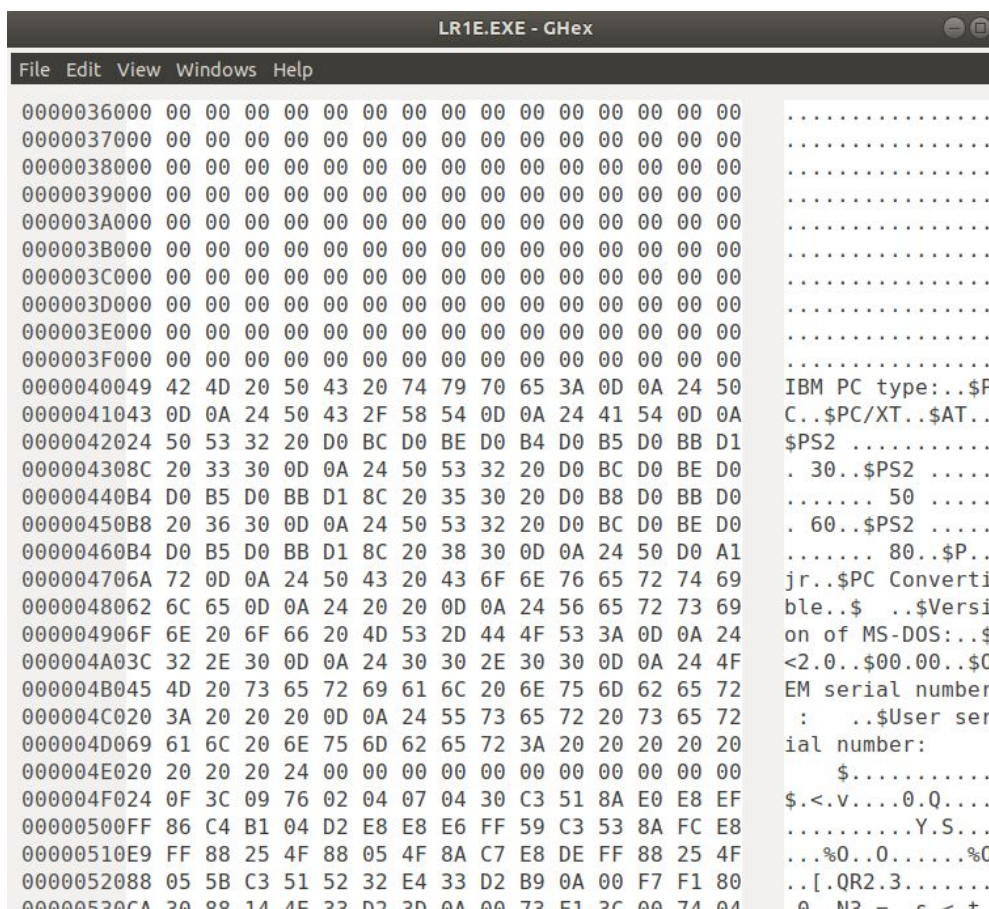 LR1E.EXE - GHex
File Edit View Windows Help
0000036000 00 00 00 00 00 00 00 00 00 00 00 00 00 00 00 ................
0000037000 00 00 00 00 00 00 00 00 00 00 00 00 00 00 00 ................
0000038000 00 00 00 00 00 00 00 00 00 00 00 00 00 00 00 ................
0000039000 00 00 00 00 00 00 00 00 00 00 00 00 00 00 00 ................
000003A000 00 00 00 00 00 00 00 00 00 00 00 00 00 00 00 ................
000003B000 00 00 00 00 00 00 00 00 00 00 00 00 00 00 00 ................
000003C000 00 00 00 00 00 00 00 00 00 00 00 00 00 00 00 ................
000003D000 00 00 00 00 00 00 00 00 00 00 00 00 00 00 00 ................
000003E000 00 00 00 00 00 00 00 00 00 00 00 00 00 00 00 ................
000003F000 00 00 00 00 00 00 00 00 00 00 00 00 00 00 00 ................
0000040049 42 4D 20 50 43 20 74 79 70 65 3A 0D 0A 24 50 IBM PC type:..$P
0000041043 0D 0A 24 50 43 2F 58 54 0D 0A 24 41 54 0D 0A C..$PC/XT..$AT..
0000042024 50 53 32 20 D0 BC D0 BE D0 B4 D0 B5 D0 BB D1 $PS2 ...........
000004308C 20 33 30 0D 0A 24 50 53 32 20 D0 BC D0 BE D0 . 30..$PS2 .....
00000440B4 D0 B5 D0 BB D1 8C 20 35 30 20 D0 B8 D0 BB D0 ....... 50 .....
00000450B8 20 36 30 0D 0A 24 50 53 32 20 D0 BC D0 BE D0 . 60..$PS2 .....
00000460B4 D0 B5 D0 BB D1 8C 20 38 30 0D 0A 24 50 D0 A1 ....... 80..$P..
000004706A 72 0D 0A 24 50 43 20 43 6F 6E 76 65 72 74 69 jr..$PC Converti
0000048062 6C 65 0D 0A 24 20 20 0D 0A 24 56 65 72 73 69 ble..$  ..$Versi
000004906F 6E 20 6F 66 20 4D 53 2D 44 4F 53 3A 0D 0A 24 on of MS-DOS:..$
000004A03C 32 2E 30 0D 0A 24 30 30 2E 30 30 0D 0A 24 4F <2.0..$00.00..$O
000004B045 4D 20 73 65 72 69 61 6C 20 6E 75 6D 62 65 72 EM serial number
000004C020 3A 20 20 20 0D 0A 24 55 73 65 72 20 73 65 72  :   ..$User ser
000004D069 61 6C 20 6E 75 6D 62 65 72 3A 20 20 20 20 20 ial number:
000004E020 20 20 20 24 00 00 00 00 00 00 00 00 00 00 00     $...........
000004F024 0F 3C 09 76 02 04 07 04 30 C3 51 8A E0 E8 EF $.<.v....0.Q....
00000500FF 86 C4 B1 04 D2 E8 E8 E6 FF 59 C3 53 8A FC E8 ..........Y.S...
00000510E9 FF 88 25 4F 88 05 4F 8A C7 E8 DE FF 88 25 4F ...%O..O......%O
0000052088 05 5B C3 51 52 32 E4 33 D2 B9 0A 00 F7 F1 80 ..[.QR2.3.......
00000530CA 30 88 14 4E 33 D2 3D 0A 00 73 F1 3C 00 74 04 .0..N3.=..s.<.t.